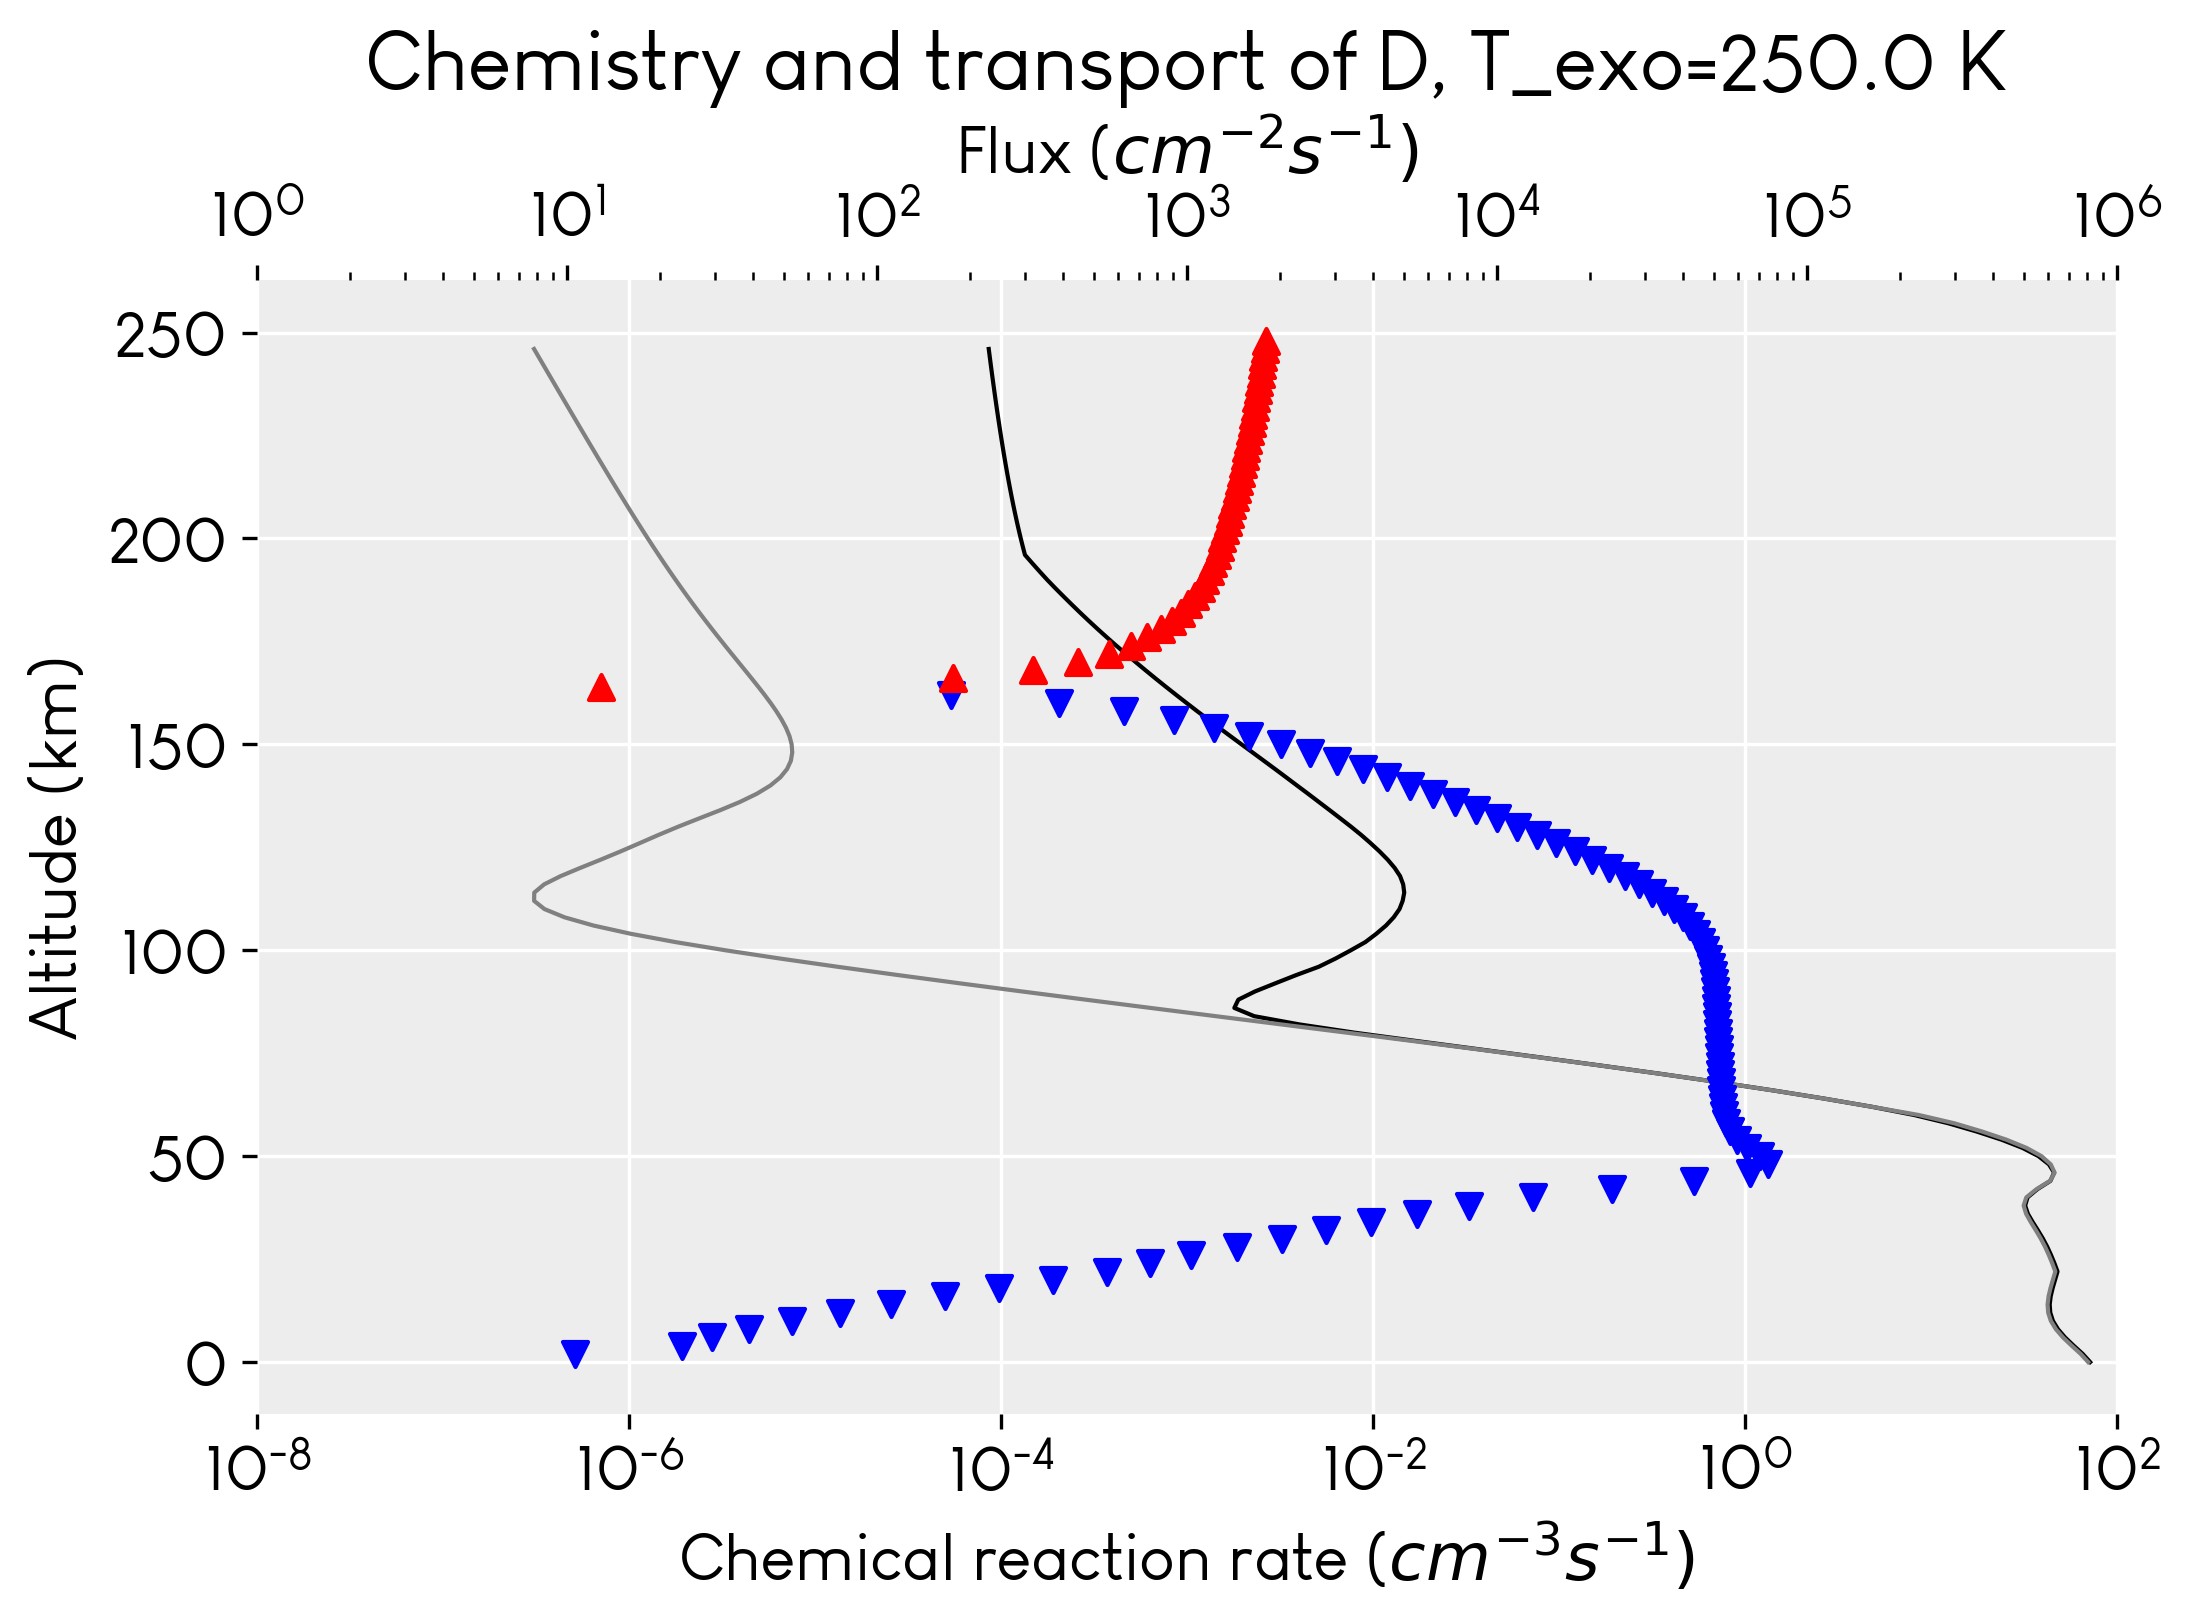 Chemistry and transport of D, T_exo=250.0 K
Flux (cm⁻²s⁻¹)
10⁰ 10¹ 10² 10³ 10⁴ 10⁵ 10⁶
250
200
150
100
50
0
Altitude (km)
10⁻⁸ 10⁻⁶ 10⁻⁴ 10⁻² 10⁰ 10²
Chemical reaction rate (cm⁻³s⁻¹)